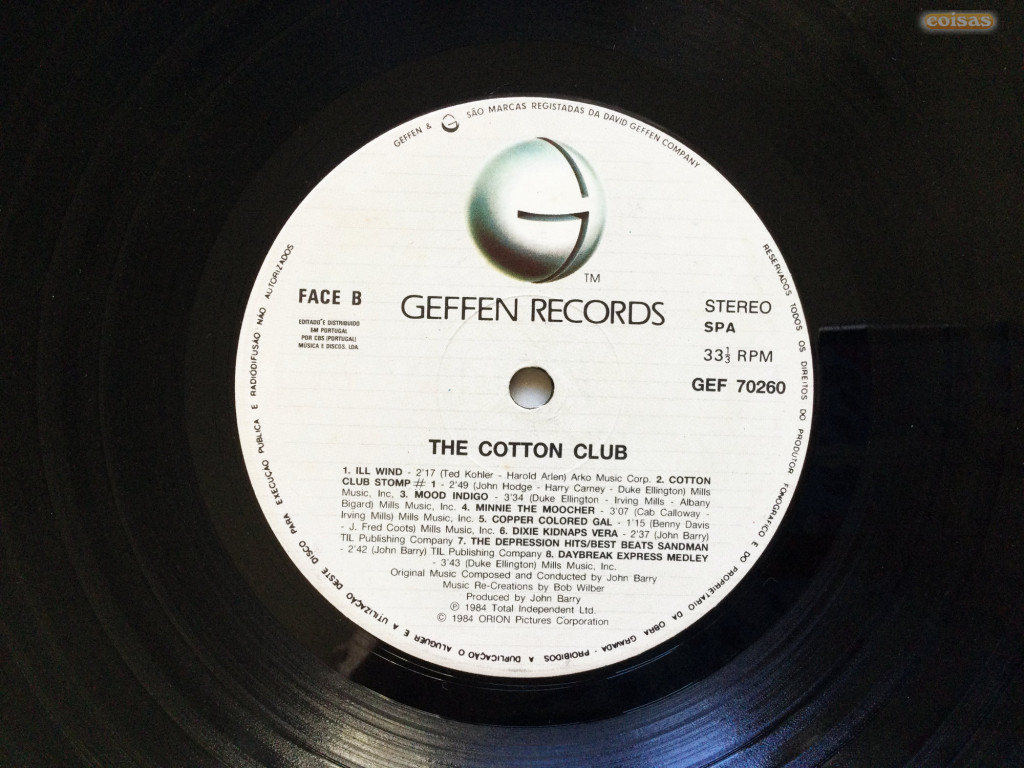 coisas
GEFFEN & G SÃO MARCAS REGISTADAS DA DAVID GEFFEN COMPANY
RESERVADOS TODOS OS DIREITOS DO PRODUTOR FONOGRÁFICO E DO PROPRIETÁRIO DA OBRA GRAVADA - PROIBIDOS A DUPLICAÇÃO O ALUGUER E A UTILIZAÇÃO DESTE DISCO PARA EXECUÇÃO PUBLICA E RADIODIFUSÃO NÃO AUTORIZADOS
TM
GEFFEN RECORDS
FACE B
EDITADO E DISTRIBUIDO
EM PORTUGAL
POR CBS (PORTUGAL)
MÚSICA E DISCOS, LDA.
STEREO
SPA
33⅓ RPM
GEF 70260
THE COTTON CLUB
1. ILL WIND - 2'17 (Ted Kohler - Harold Arlen) Arko Music Corp. 2. COTTON
CLUB STOMP # 1 - 2'49 (John Hodge - Harry Carney - Duke Ellington) Mills
Music, Inc. 3. MOOD INDIGO - 3'34 (Duke Ellington - Irving Mills - Albany
Bigard) Mills Music, Inc. 4. MINNIE THE MOOCHER - 3'07 (Cab Calloway -
Irving Mills) Mills Music, Inc. 5. COPPER COLORED GAL - 1'15 (Benny Davis
- J. Fred Coots) Mills Music, Inc. 6. DIXIE KIDNAPS VERA - 2'37 (John Barry)
TIL Publishing Company 7. THE DEPRESSION HITS/BEST BEATS SANDMAN
- 2'42 (John Barry) TIL Publishing Company 8. DAYBREAK EXPRESS MEDLEY
- 3'43 (Duke Ellington) Mills Music, Inc.
Original Music Composed and Conducted by John Barry
Music Re-Creations by Bob Wilber
Produced by John Barry
℗ 1984 Total Independent Ltd.
© 1984 ORION Pictures Corporation